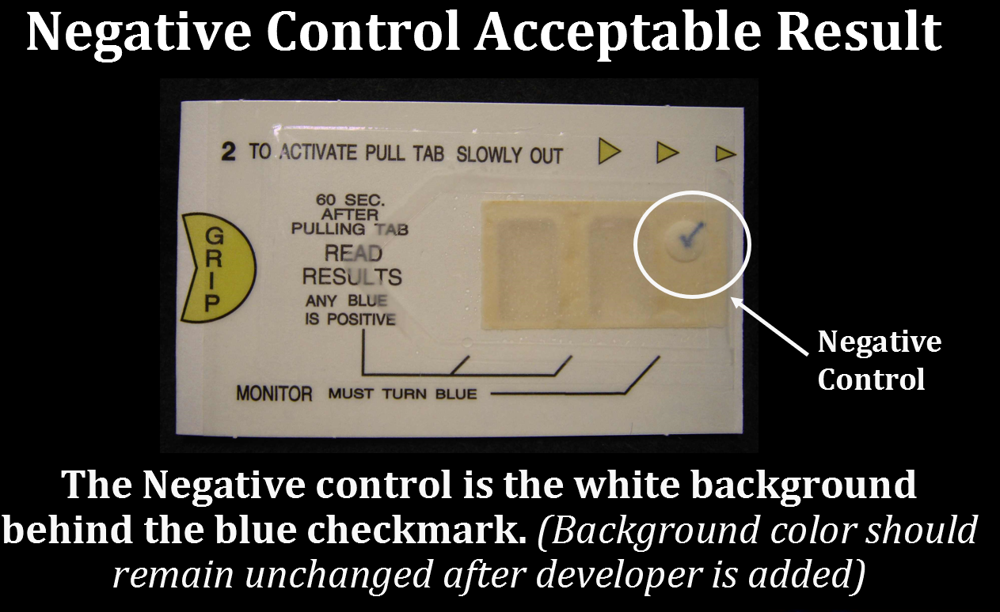 Negative Control Acceptable Result
2 TO ACTIVATE PULL TAB SLOWLY OUT
60 SEC.
AFTER
PULLING TAB
READ
RESULTS
ANY BLUE
IS POSITIVE
GRIP
MONITOR MUST TURN BLUE
Negative
Control
The Negative control is the white background
behind the blue checkmark. (Background color should
remain unchanged after developer is added)